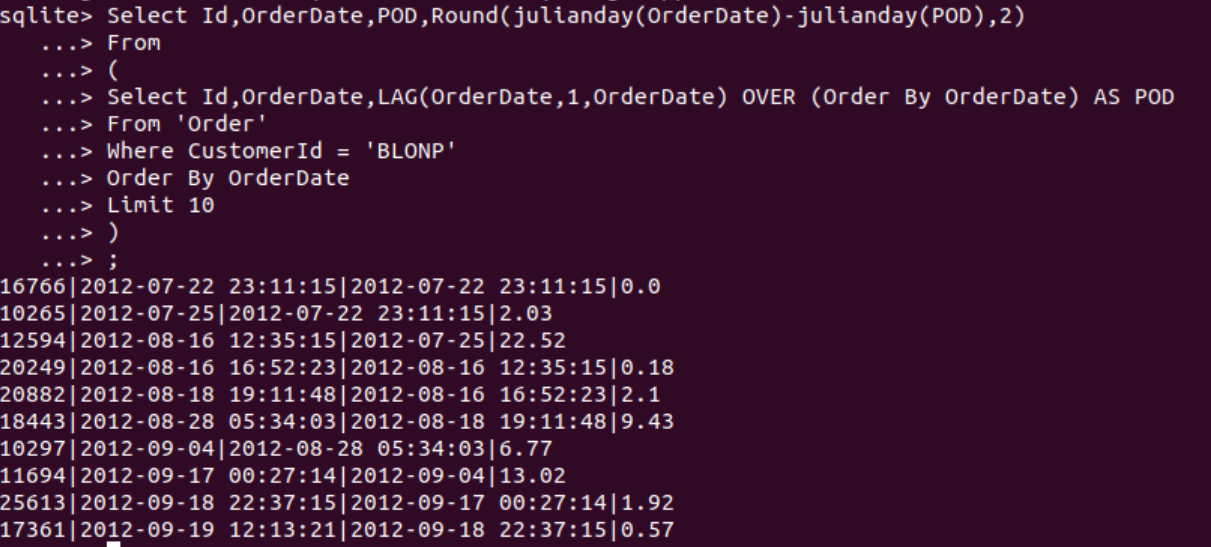 sqlite> Select Id,OrderDate,POD,Round(julianday(OrderDate)-julianday(POD),2)
...> From
...> (
...> Select Id,OrderDate,LAG(OrderDate,1,OrderDate) OVER (Order By OrderDate) AS POD
...> From 'Order'
...> Where CustomerId = 'BLONP'
...> Order By OrderDate
...> Limit 10
...> )
...> ;
16766|2012-07-22 23:11:15|2012-07-22 23:11:15|0.0
10265|2012-07-25|2012-07-22 23:11:15|2.03
12594|2012-08-16 12:35:15|2012-07-25|22.52
20249|2012-08-16 16:52:23|2012-08-16 12:35:15|0.18
20882|2012-08-18 19:11:48|2012-08-16 16:52:23|2.1
18443|2012-08-28 05:34:03|2012-08-18 19:11:48|9.43
10297|2012-09-04|2012-08-28 05:34:03|6.77
11694|2012-09-17 00:27:14|2012-09-04|13.02
25613|2012-09-18 22:37:15|2012-09-17 00:27:14|1.92
17361|2012-09-19 12:13:21|2012-09-18 22:37:15|0.57